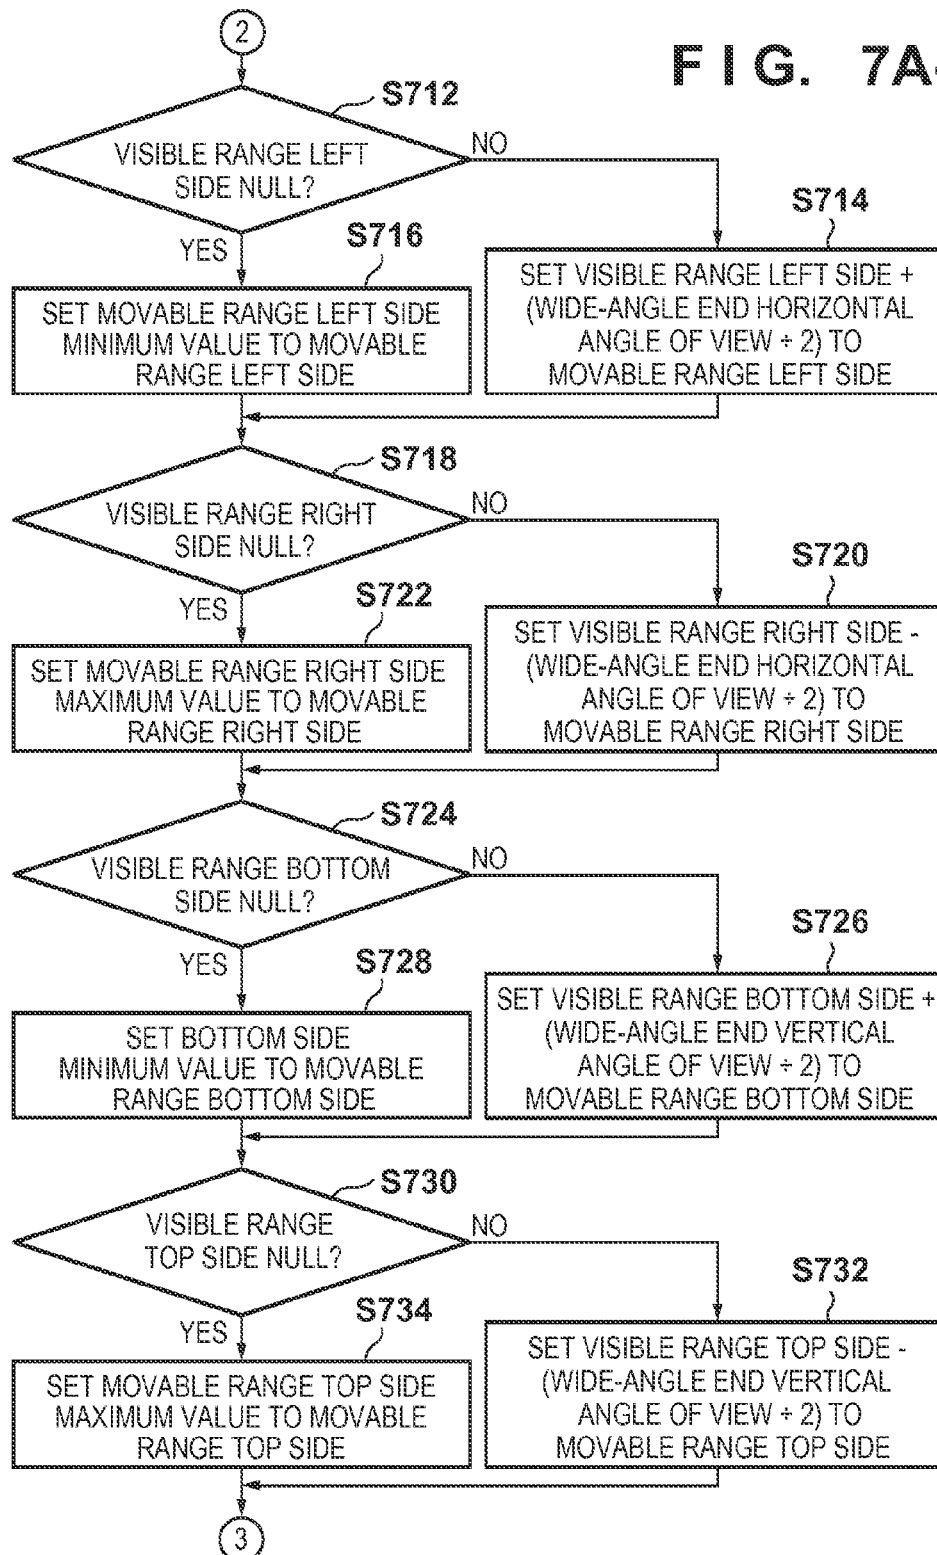 2
FIG. 7A-
S712
VISIBLE RANGE LEFT
SIDE NULL?
NO
YES
S714
SET VISIBLE RANGE LEFT SIDE +
(WIDE-ANGLE END HORIZONTAL
ANGLE OF VIEW ÷ 2) TO
MOVABLE RANGE LEFT SIDE
S716
SET MOVABLE RANGE LEFT SIDE
MINIMUM VALUE TO MOVABLE
RANGE LEFT SIDE
S718
VISIBLE RANGE RIGHT
SIDE NULL?
NO
YES
S720
SET VISIBLE RANGE RIGHT SIDE -
(WIDE-ANGLE END HORIZONTAL
ANGLE OF VIEW ÷ 2) TO
MOVABLE RANGE RIGHT SIDE
S722
SET MOVABLE RANGE RIGHT SIDE
MAXIMUM VALUE TO MOVABLE
RANGE RIGHT SIDE
S724
VISIBLE RANGE BOTTOM
SIDE NULL?
NO
YES
S726
SET VISIBLE RANGE BOTTOM SIDE +
(WIDE-ANGLE END VERTICAL
ANGLE OF VIEW ÷ 2) TO
MOVABLE RANGE BOTTOM SIDE
S728
SET BOTTOM SIDE
MINIMUM VALUE TO MOVABLE
RANGE BOTTOM SIDE
S730
VISIBLE RANGE
TOP SIDE NULL?
NO
YES
S732
SET VISIBLE RANGE TOP SIDE -
(WIDE-ANGLE END VERTICAL
ANGLE OF VIEW ÷ 2) TO
MOVABLE RANGE TOP SIDE
S734
SET MOVABLE RANGE TOP SIDE
MAXIMUM VALUE TO MOVABLE
RANGE TOP SIDE
3